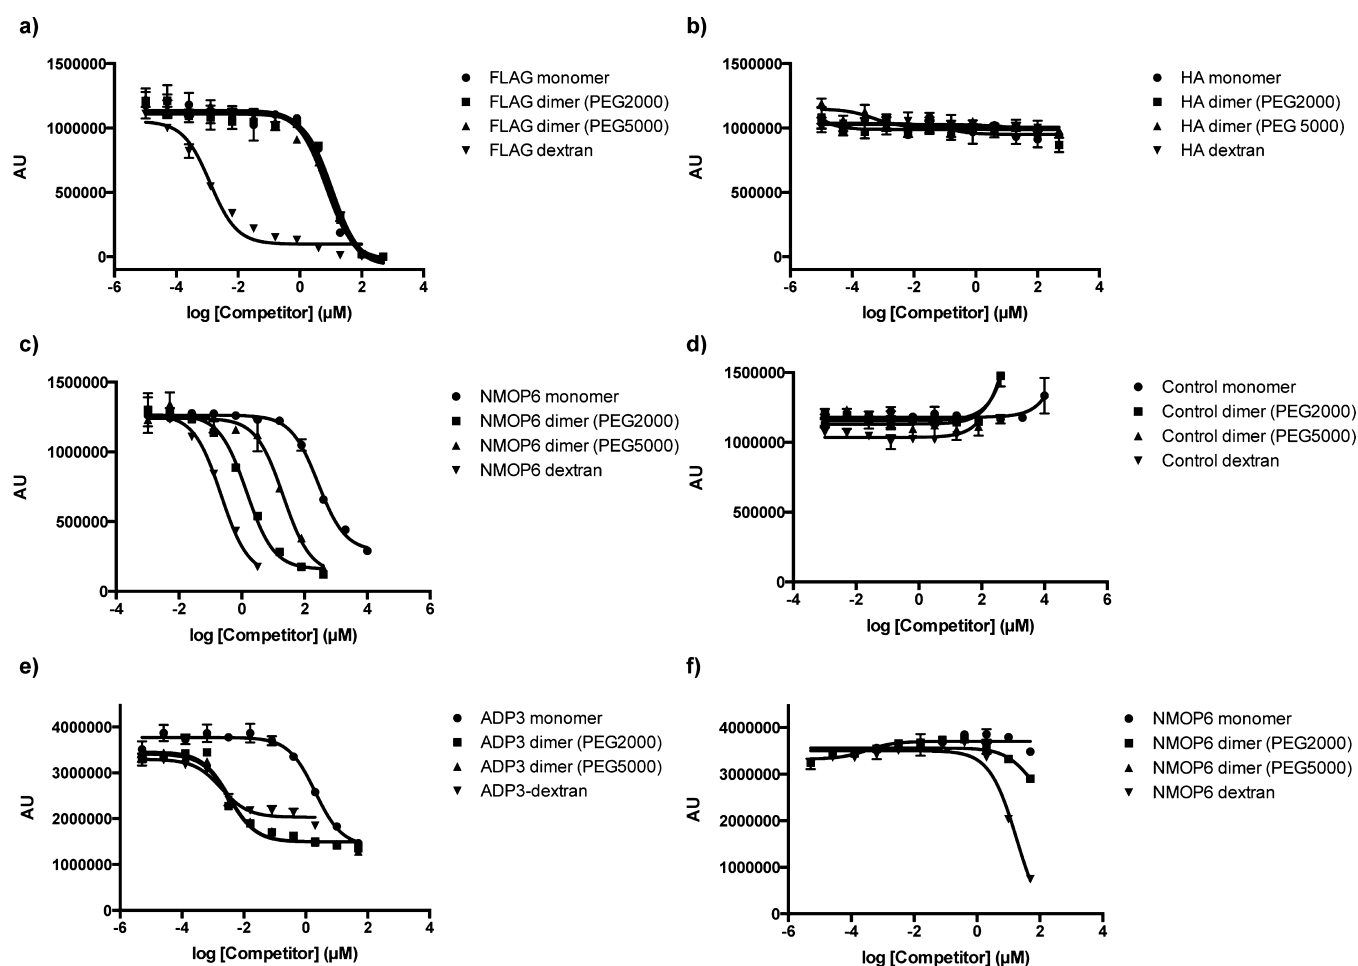 a)
1500000
1000000
500000
0
AU
-6 -4 -2 0 2 4
log [Competitor] (µM)
FLAG monomer
FLAG dimer (PEG2000)
FLAG dimer (PEG5000)
FLAG dextran
b)
1500000
1000000
500000
0
AU
-6 -4 -2 0 2 4
log [Competitor] (µM)
HA monomer
HA dimer (PEG2000)
HA dimer (PEG 5000)
HA dextran
c)
1500000
1000000
500000
0
AU
-4 -2 0 2 4 6
log [Competitor] (µM)
NMOP6 monomer
NMOP6 dimer (PEG2000)
NMOP6 dimer (PEG5000)
NMOP6 dextran
d)
1500000
1000000
500000
0
AU
-4 -2 0 2 4 6
log [Competitor] (µM)
Control monomer
Control dimer (PEG2000)
Control dimer (PEG5000)
Control dextran
e)
4000000
3000000
2000000
1000000
0
AU
-6 -4 -2 0 2 4
log [Competitor] (µM)
ADP3 monomer
ADP3 dimer (PEG2000)
ADP3 dimer (PEG5000)
ADP3-dextran
f)
4000000
3000000
2000000
1000000
0
AU
-6 -4 -2 0 2 4
log [Competitor] (µM)
NMOP6 monomer
NMOP6 dimer (PEG2000)
NMOP6 dimer (PEG5000)
NMOP6 dextran